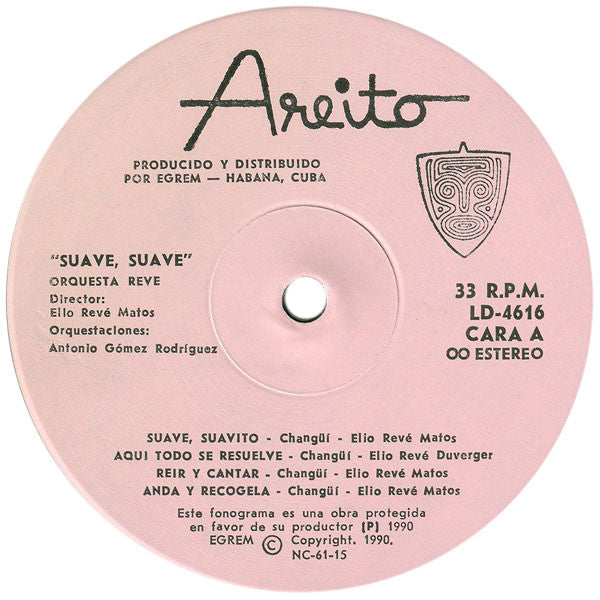 Areito
PRODUCIDO Y DISTRIBUIDO
POR EGREM — HABANA, CUBA
"SUAVE, SUAVE"
ORQUESTA REVE
Director:
Elio Revé Matos
Orquestaciones:
Antonio Gómez Rodríguez
33 R.P.M.
LD-4616
CARA A
OO ESTEREO
SUAVE, SUAVITO - Changüí - Elio Revé Matos
AQUI TODO SE RESUELVE - Changüí - Elio Revé Duverger
REIR Y CANTAR - Changüí - Elio Revé Matos
ANDA Y RECOGELA - Changüí - Elio Revé Matos
Este fonograma es una obra protegida
en favor de su productor (P) 1990
EGREM © Copyright. 1990.
NC-61-15